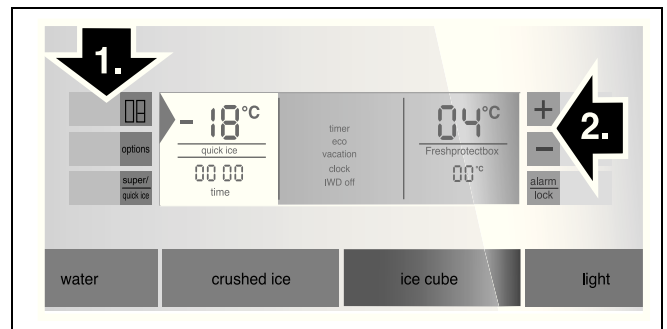 1.
- 18°C
quick ice
00 00
time
timer
eco
vacation
clock
IWD off
04°C
Freshprotectbox
00°C
+
2.
options
−
super/
quick ice
alarm
lock
water
crushed ice
ice cube
light